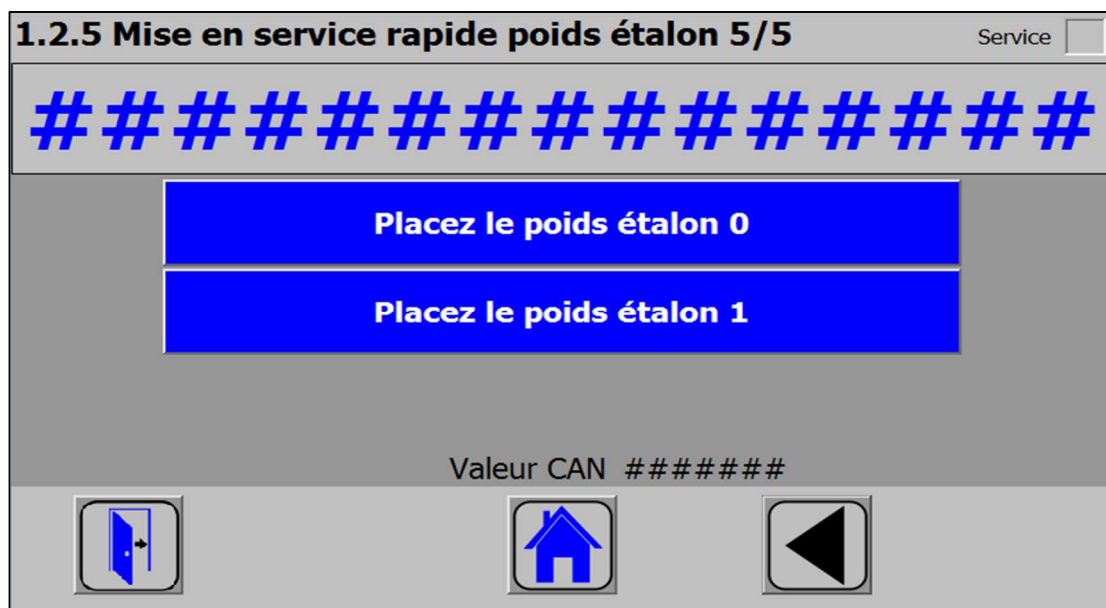 1.2.5 Mise en service rapide poids étalon 5/5
Service
###############
Placez le poids étalon 0
Placez le poids étalon 1
Valeur CAN #######